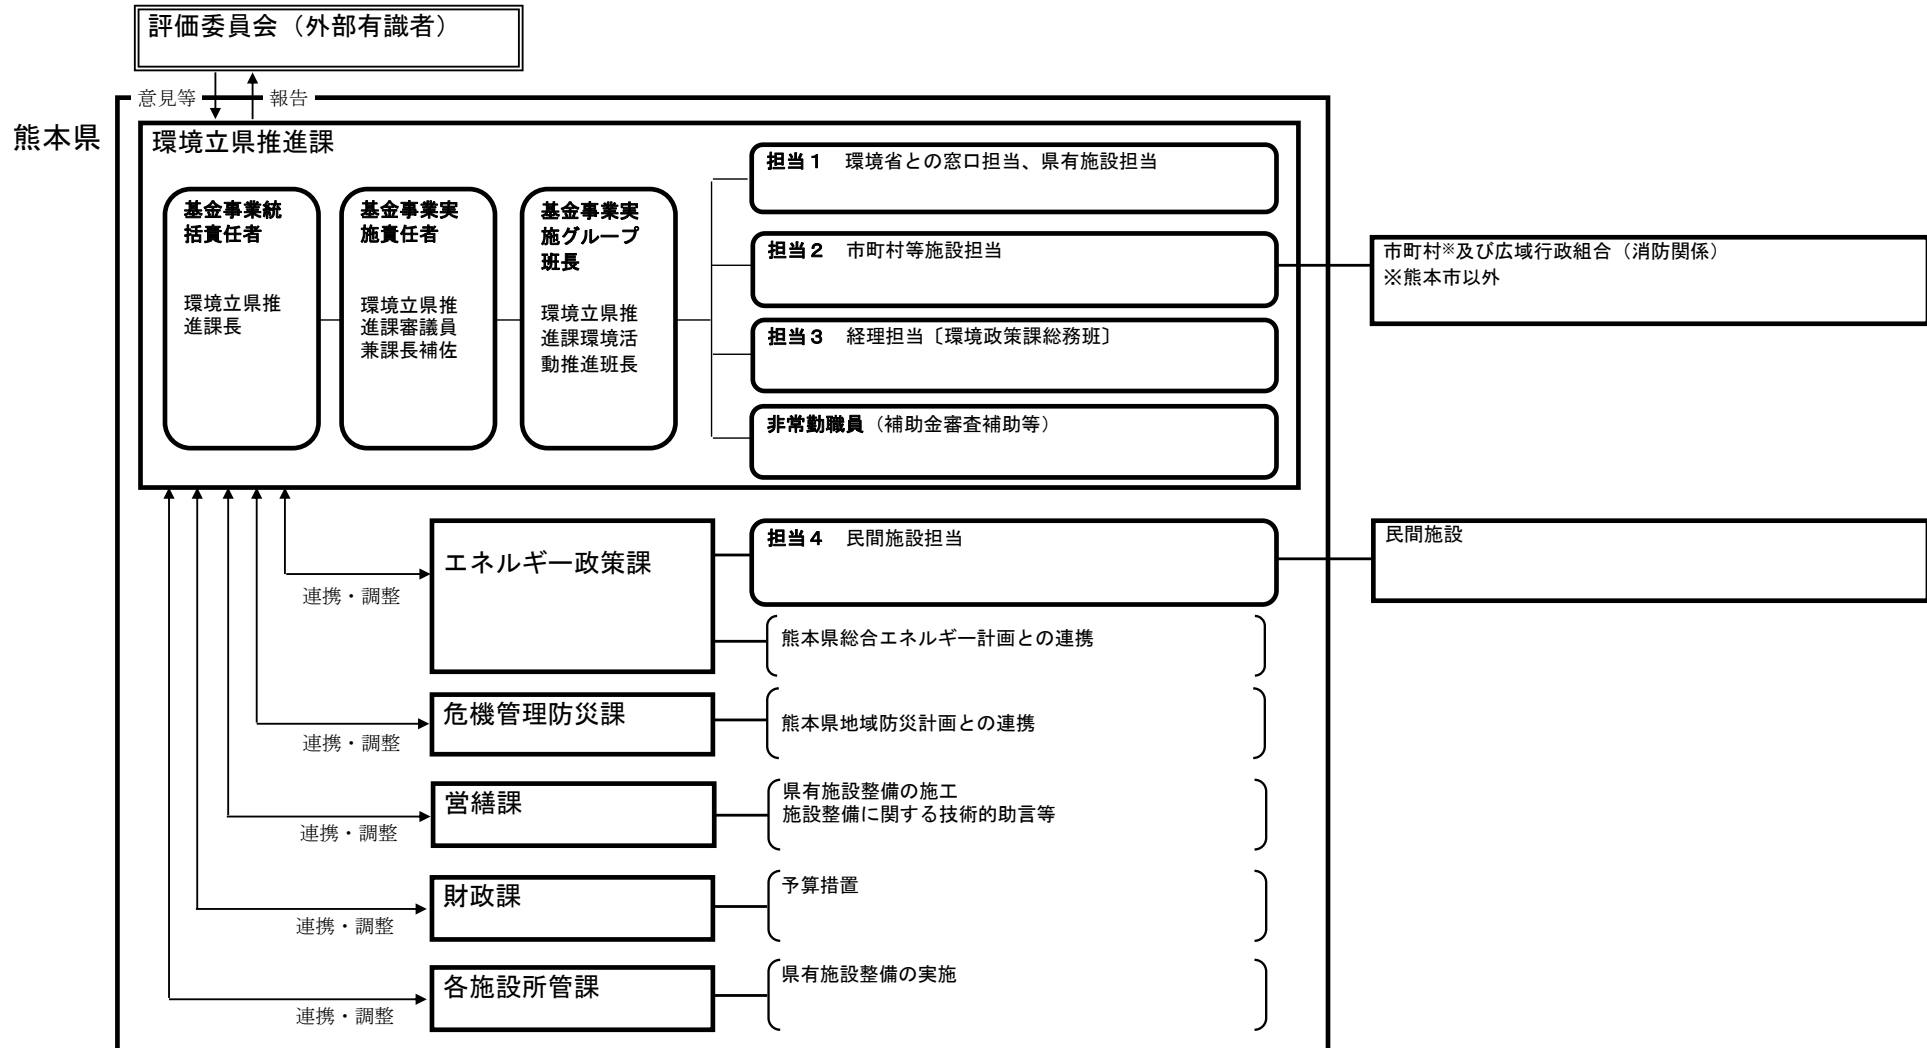 評価委員会（外部有識者）
意見等
報告
熊本県
環境立県推進課
基金事業統
括責任者
環境立県推
進課長
基金事業実
施責任者
環境立県推
進課審議員
兼課長補佐
基金事業実
施グループ
班長
環境立県推
進課環境活
動推進班長
担当１　環境省との窓口担当、県有施設担当
担当２　市町村等施設担当
担当３　経理担当〔環境政策課総務班〕
非常勤職員（補助金審査補助等）
市町村※及び広域行政組合（消防関係）
※熊本市以外
エネルギー政策課
連携・調整
担当４　民間施設担当
民間施設
熊本県総合エネルギー計画との連携
危機管理防災課
連携・調整
熊本県地域防災計画との連携
営繕課
連携・調整
県有施設整備の施工
施設整備に関する技術的助言等
財政課
連携・調整
予算措置
各施設所管課
連携・調整
県有施設整備の実施